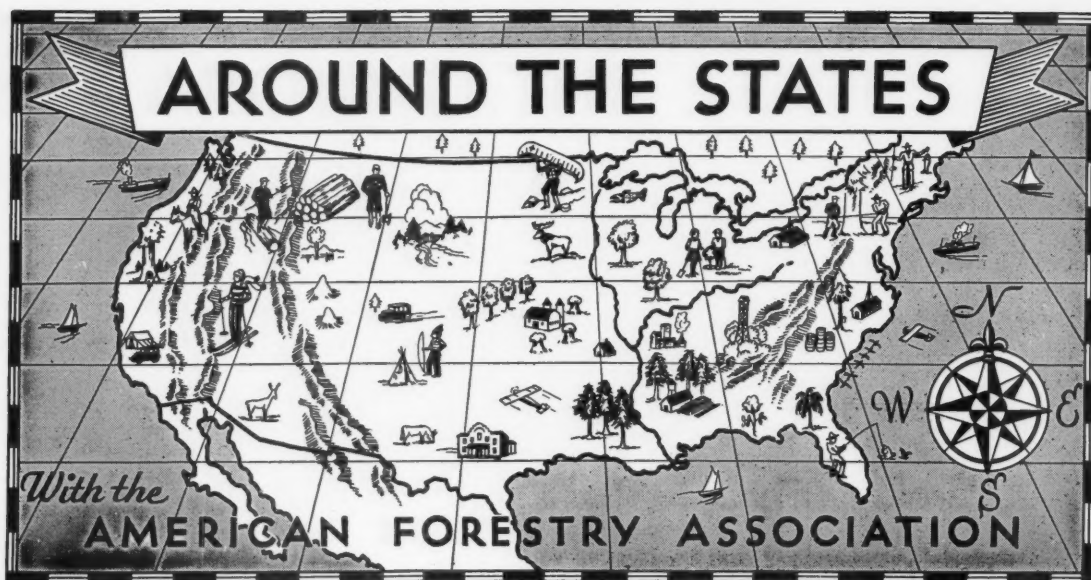 AROUND THE STATES
N
W E
S
With the
AMERICAN FORESTRY ASSOCIATION